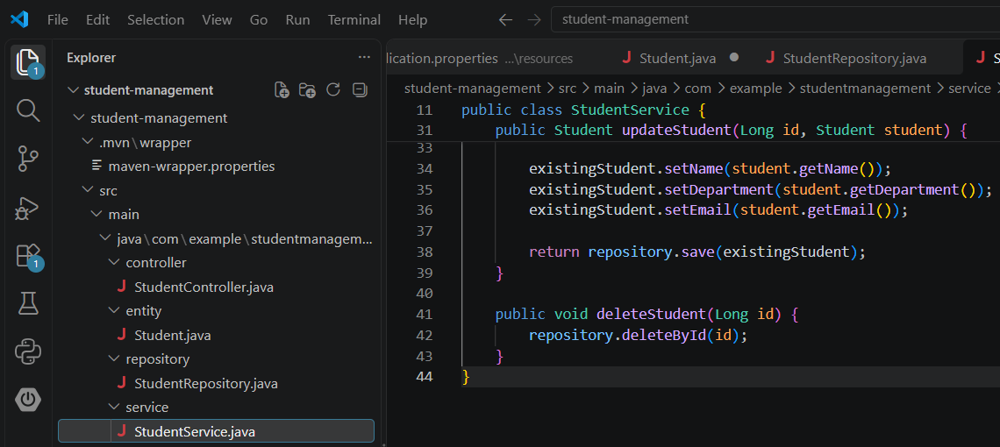 File Edit Selection View Go Run Terminal Help
student-management
Explorer
lication.properties ...\resources
Student.java
StudentRepository.java
student-management > src > main > java > com > example > studentmanagement > service >
student-management
student-management
.mvn\wrapper
maven-wrapper.properties
src
main
java\com\example\studentmanagem...
controller
StudentController.java
entity
Student.java
repository
StudentRepository.java
service
StudentService.java
1
1
11 public class StudentService {
31 public Student updateStudent(Long id, Student student) {
33
34 existingStudent.setName(student.getName());
35 existingStudent.setDepartment(student.getDepartment());
36 existingStudent.setEmail(student.getEmail());
37
38 return repository.save(existingStudent);
39 }
40
41 public void deleteStudent(Long id) {
42 repository.deleteById(id);
43 }
44 }